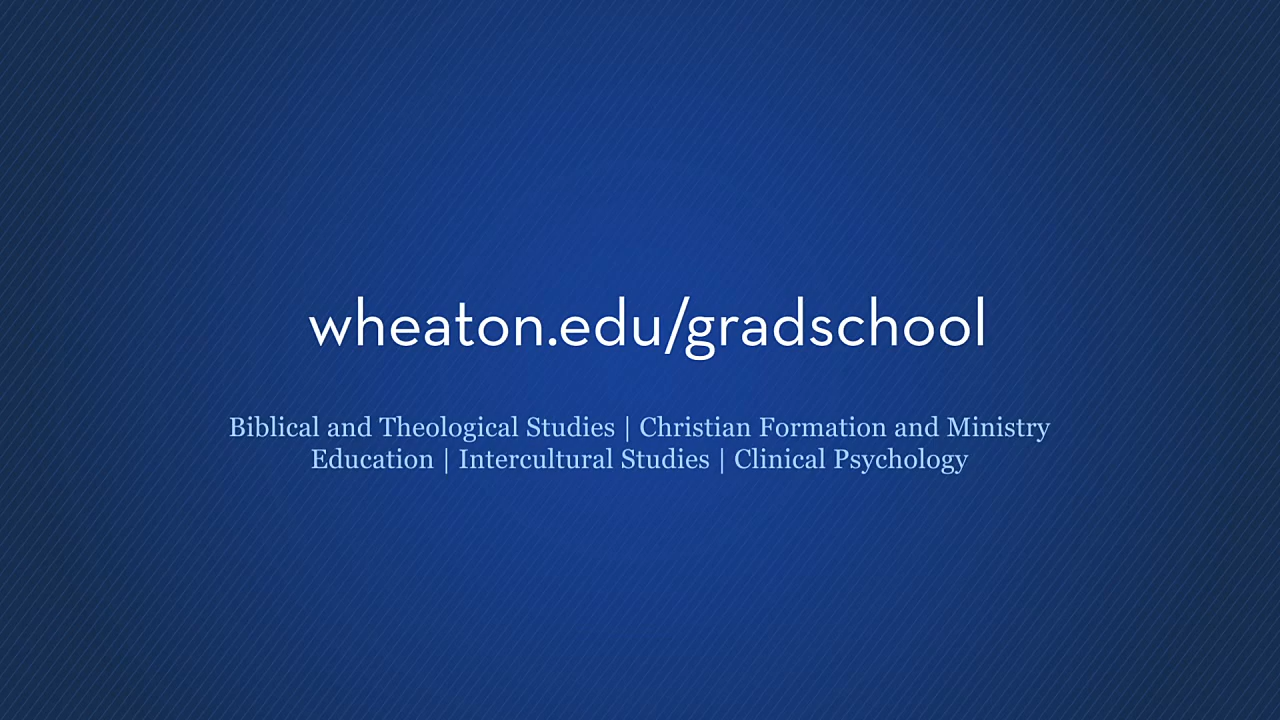 wheaton.edu/gradschool
Biblical and Theological Studies | Christian Formation and Ministry
Education | Intercultural Studies | Clinical Psychology